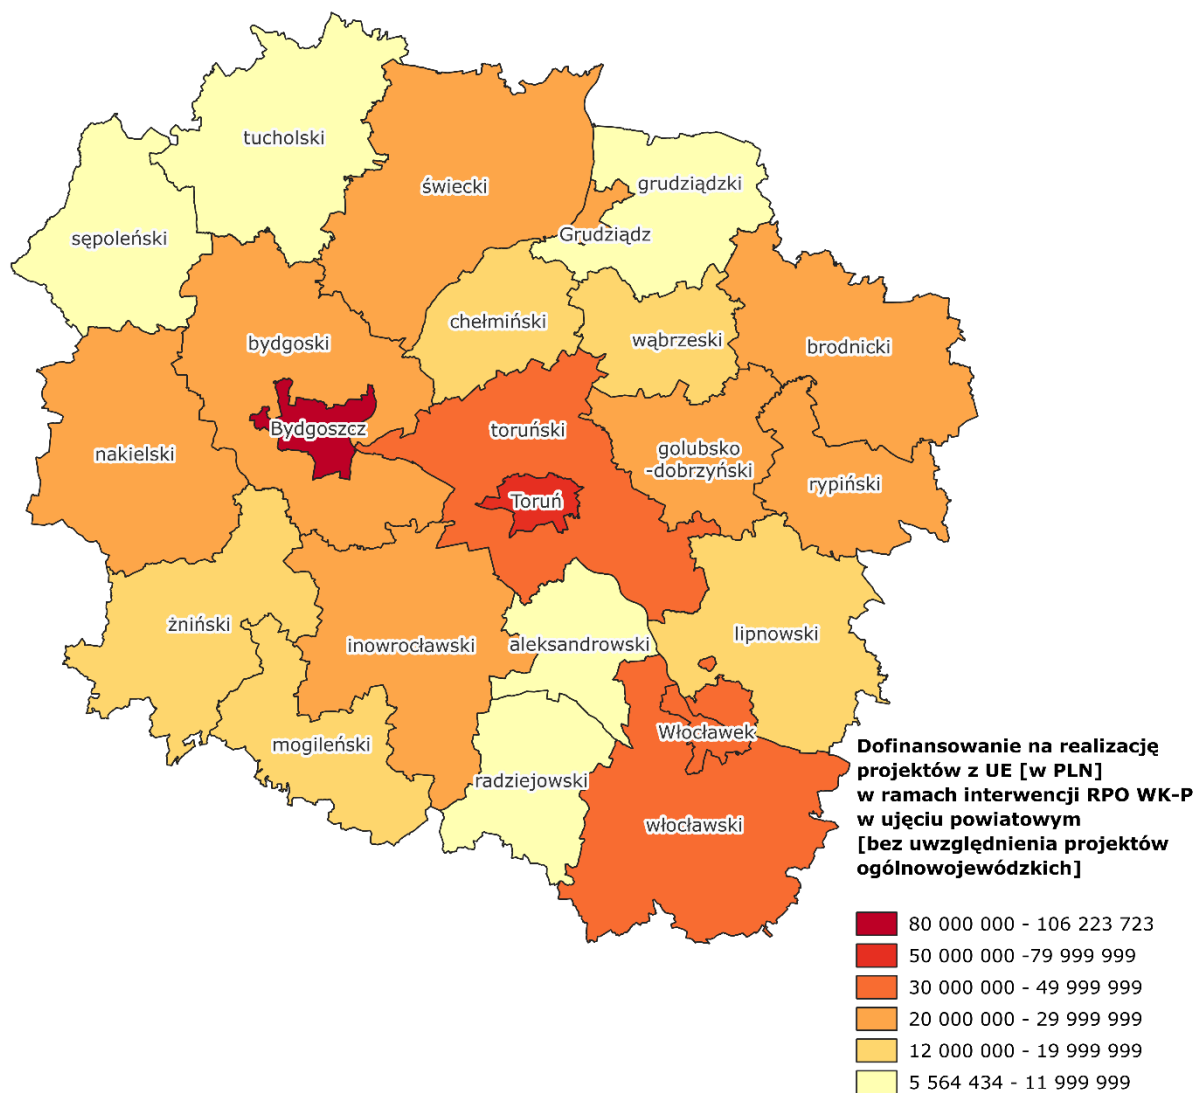 tucholski
świecki
grudziądzki
Grudziądz
sępoleński
chełmiński
wąbrzeski
bydgoski
brodnicki
Bydgoszcz
toruński
nakielski
golubsko
-dobrzyński
rypiński
Toruń
żniński
inowrocławski
aleksandrowski
lipnowski
mogileński
Włocławek
radziejowski
włocławski
Dofinansowanie na realizację
projektów z UE [w PLN]
w ramach interwencji RPO WK-P
w ujęciu powiatowym
[bez uwzględnienia projektów
ogólnowojewódzkich]
80 000 000 - 106 223 723
50 000 000 -79 999 999
30 000 000 - 49 999 999
20 000 000 - 29 999 999
12 000 000 - 19 999 999
5 564 434 - 11 999 999